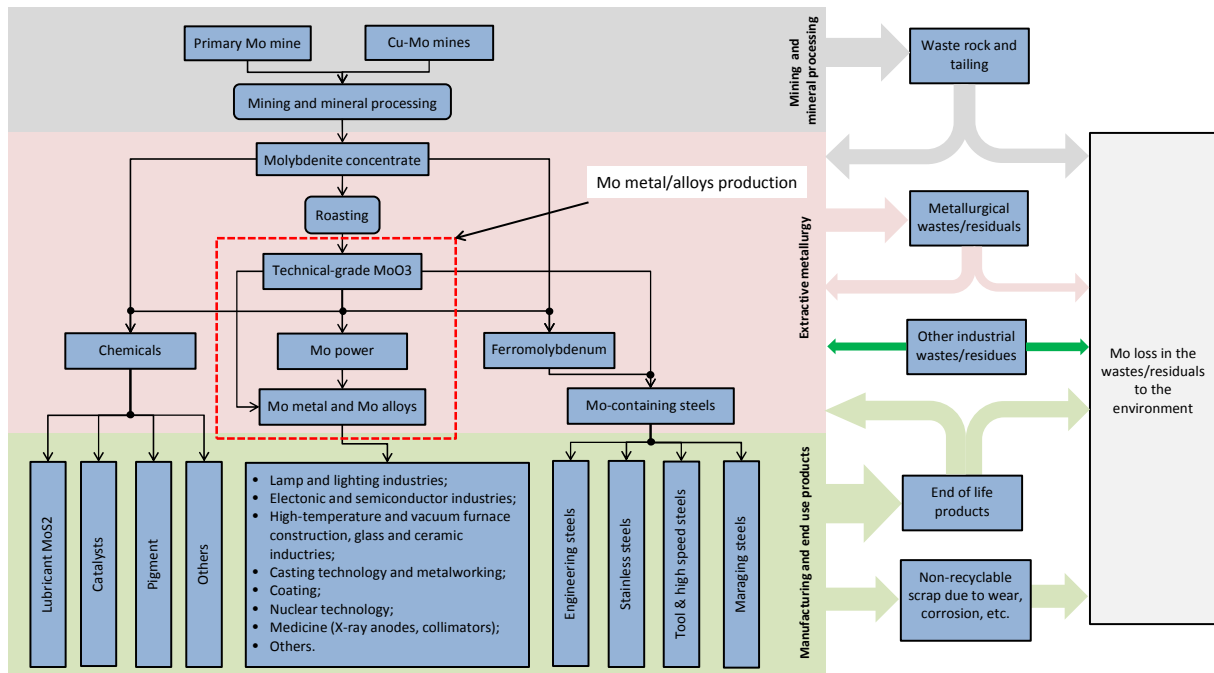 Primary Mo mine
Cu-Mo mines
Mining and mineral processing
Molybdenite concentrate
Mo metal/alloys production
Roasting
Technical-grade MoO3
Chemicals
Mo power
Ferromolybdenum
Mo metal and Mo alloys
Mo-containing steels
Lubricant MoS2
Catalysts
Pigment
Others
• Lamp and lighting industries;
• Electonic and semiconductor industries;
• High-temperature and vacuum furnace
construction, glass and ceramic
inductries;
• Casting technology and metalworking;
• Coating;
• Nuclear technology;
• Medicine (X-ray anodes, collimators);
• Others.
Engineering steels
Stainless steels
Tool & high speed steels
Maraging steels
Mining and
mineral processing
Extractive metallurgy
Manufacturing and end use products
Waste rock and
tailing
Metallurgical
wastes/residuals
Other industrial
wastes/residues
End of life
products
Non-recyclable
scrap due to wear,
corrosion, etc.
Mo loss in the
wastes/residuals
to the
environment